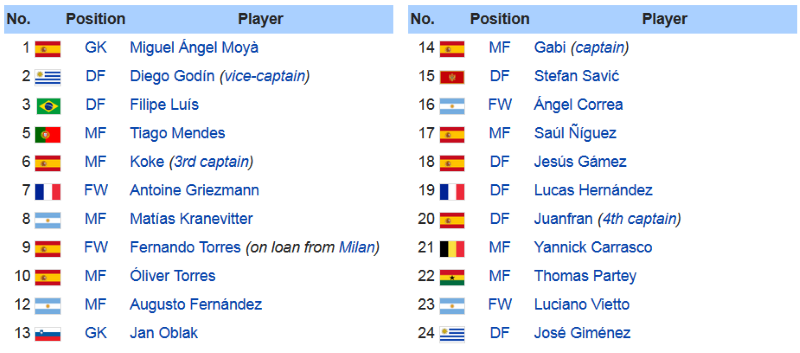 No. Position Player
1 GK Miguel Ángel Moyà
2 DF Diego Godín (vice-captain)
3 DF Filipe Luís
5 MF Tiago Mendes
6 MF Koke (3rd captain)
7 FW Antoine Griezmann
8 MF Matías Kranevitter
9 FW Fernando Torres (on loan from Milan)
10 MF Óliver Torres
12 MF Augusto Fernández
13 GK Jan Oblak
No. Position Player
14 MF Gabi (captain)
15 DF Stefan Savić
16 FW Ángel Correa
17 MF Saúl Ñíguez
18 DF Jesús Gámez
19 DF Lucas Hernández
20 DF Juanfran (4th captain)
21 MF Yannick Carrasco
22 MF Thomas Partey
23 FW Luciano Vietto
24 DF José Giménez